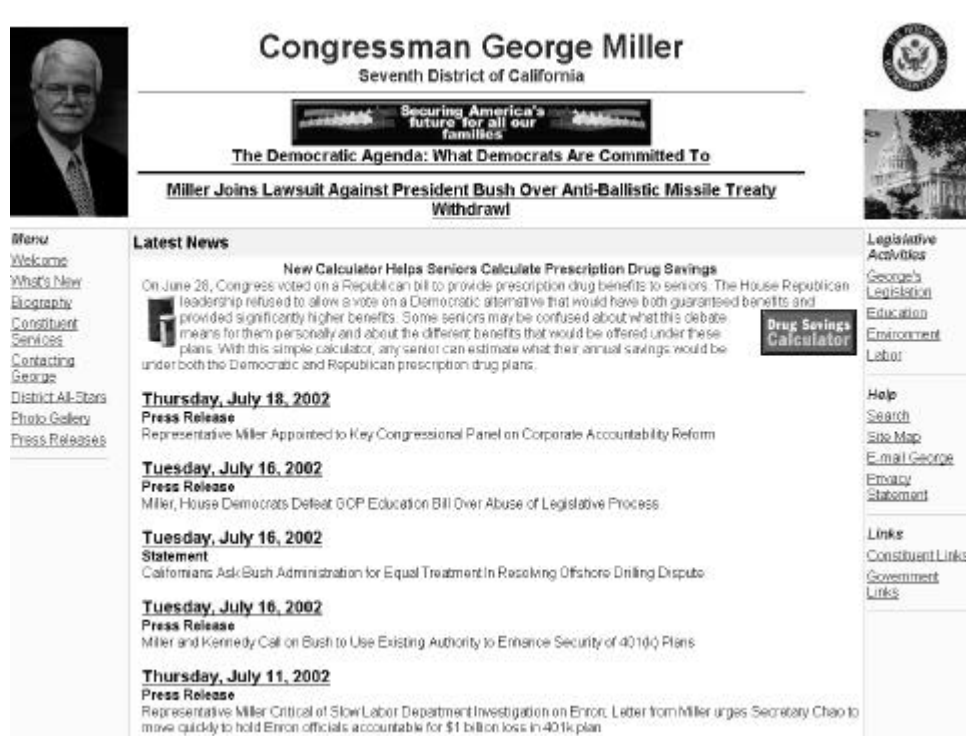 Congressman George Miller
Seventh District of California
Securing America's
future for all our
families
The Democratic Agenda: What Democrats Are Committed To
Miller Joins Lawsuit Against President Bush Over Anti-Ballistic Missile Treaty
Withdrawl
Menu
Welcome
What's New
Biography
Constituent
Services
Contacting
George
District All-Stars
Photo Gallery
Press Releases
Latest News
New Calculator Helps Seniors Calculate Prescription Drug Savings
On June 28, Congress voted on a Republican bill to provide prescription drug benefits to seniors. The House Republican
leadership refused to allow a vote on a Democratic alternative that would have both guaranteed benefits and
provided significantly higher benefits. Some seniors may be confused about what this debate
means for them personally and about the different benefits that would be offered under these
plans. With this simple calculator, any senior can estimate what their annual savings would be
under both the Democratic and Republican prescription drug plans.
Drug Savings
Calculator
Thursday, July 18, 2002
Press Release
Representative Miller Appointed to Key Congressional Panel on Corporate Accountability Reform
Tuesday, July 16, 2002
Press Release
Miller, House Democrats Defeat GOP Education Bill Over Abuse of Legislative Process
Tuesday, July 16, 2002
Statement
Californians Ask Bush Administration for Equal Treatment In Resolving Offshore Drilling Dispute
Tuesday, July 16, 2002
Press Release
Miller and Kennedy Call on Bush to Use Existing Authority to Enhance Security of 401(k) Plans
Thursday, July 11, 2002
Press Release
Representative Miller Critical of Slow Labor Department Investigation on Enron; Letter from Miller urges Secretary Chao to
move quickly to hold Enron officials accountable for $1 billion loss in 401k plan
Legislative
Activities
George's
Legislation
Education
Environment
Labor
Help
Search
Site Map
E.mail George
Privacy
Statement
Links
Constituent Links
Government
Links